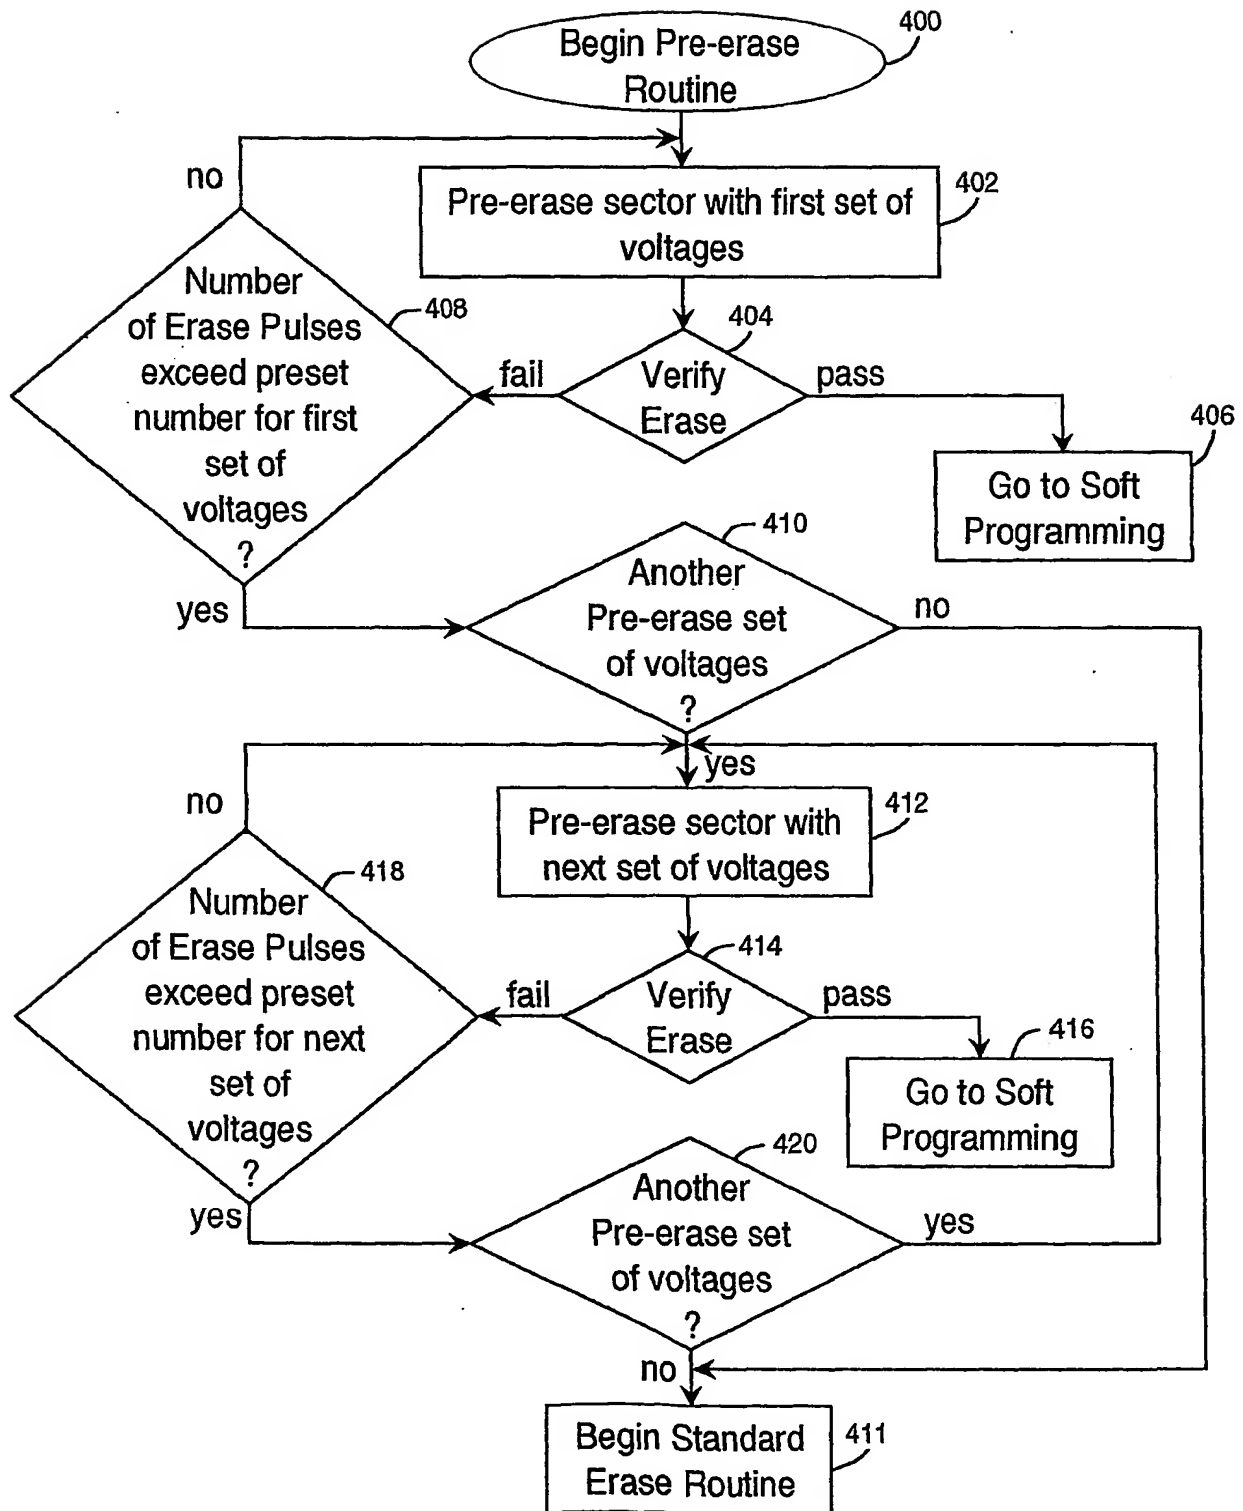 Begin Pre-erase
Routine
400
no
Pre-erase sector with first set of
voltages
402
Number
of Erase Pulses
exceed preset
number for first
set of
voltages
?
408
fail
Verify
Erase
404
pass
406
Go to Soft
Programming
yes
410
Another
Pre-erase set
of voltages
?
no
yes
no
Pre-erase sector with
next set of voltages
412
Number
of Erase Pulses
exceed preset
number for next
set of
voltages
?
418
fail
Verify
Erase
414
pass
416
Go to Soft
Programming
yes
420
Another
Pre-erase set
of voltages
?
yes
no
Begin Standard
Erase Routine
411